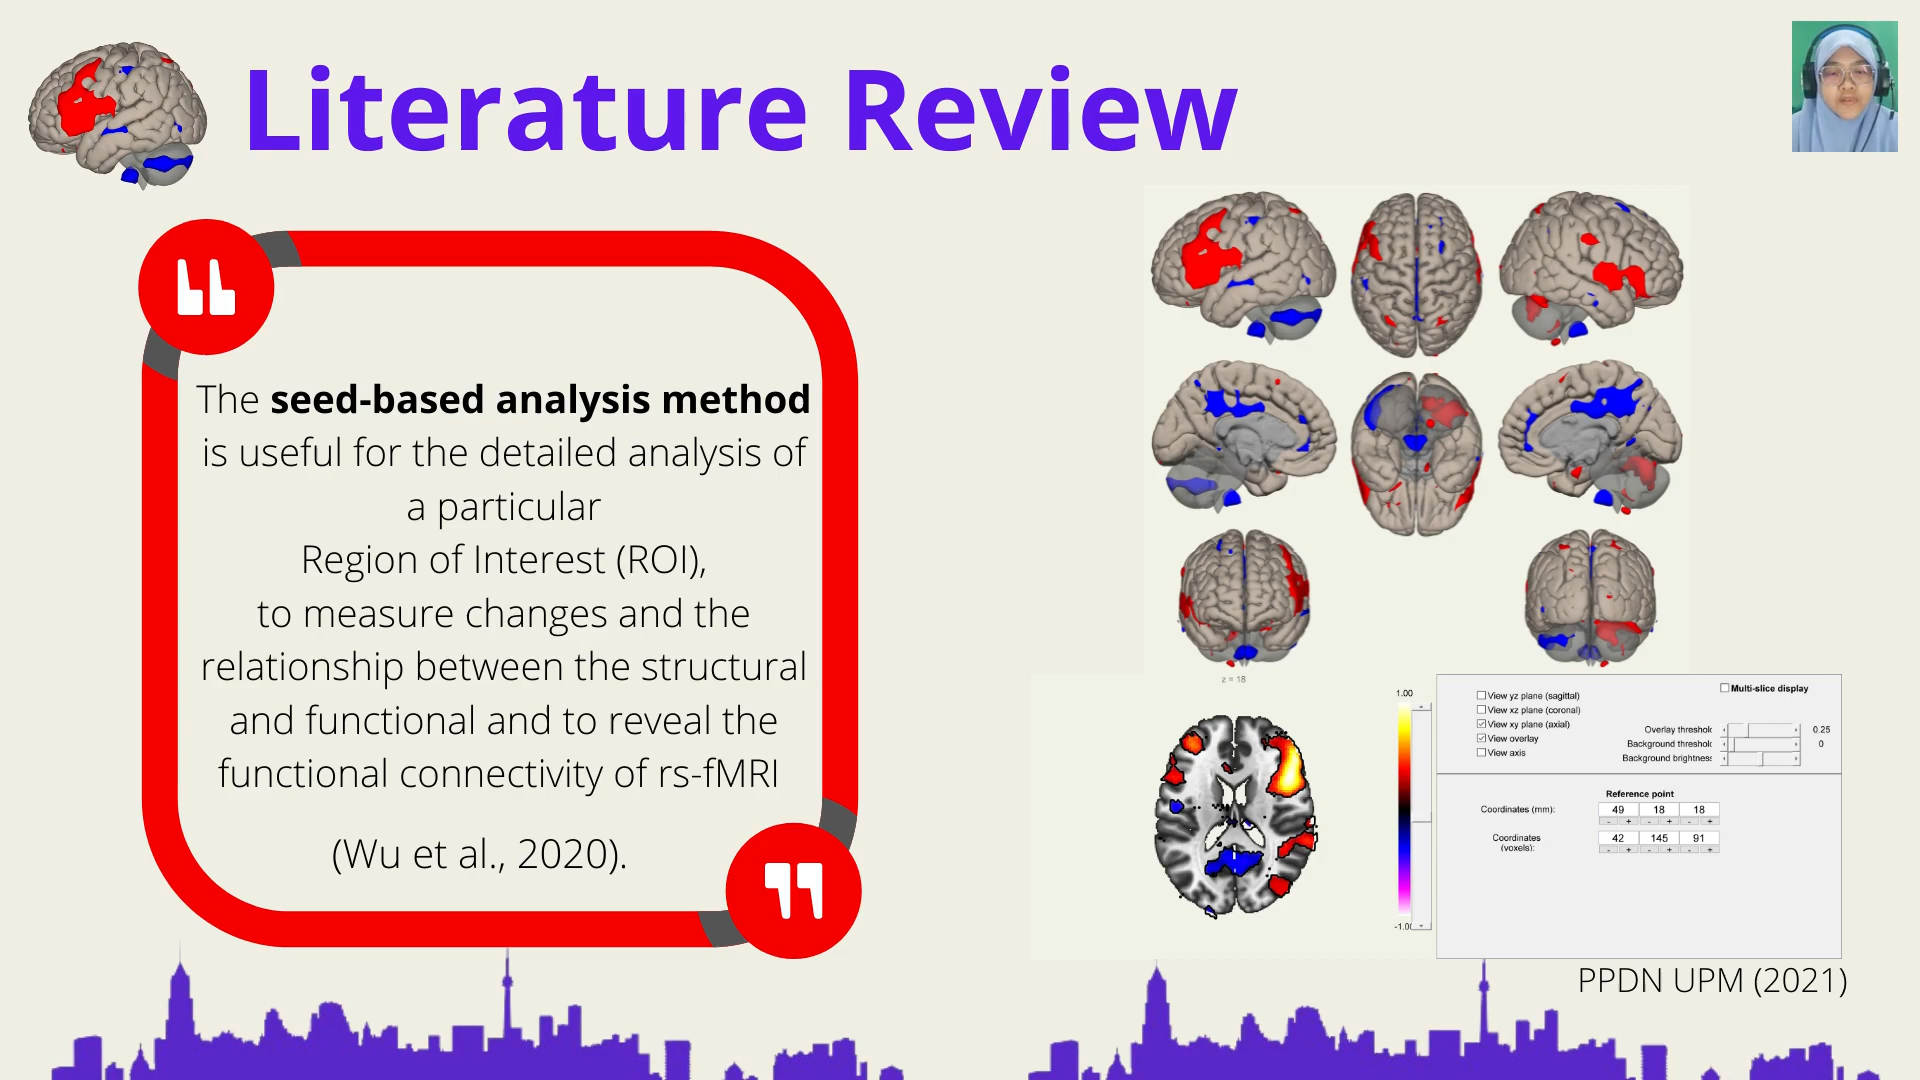 Literature Review
The seed-based analysis method
is useful for the detailed analysis of
a particular
Region of Interest (ROI),
to measure changes and the
relationship between the structural
and functional and to reveal the
functional connectivity of rs-fMRI
(Wu et al., 2020).
z = 18
1.00
-1.00
View yz plane (sagittal)
View xz plane (coronal)
View xy plane (axial)
View overlay
View axis
Multi-slice display
Overlay threshold 0.25
Background threshold 0
Background brightness
Reference point
Coordinates (mm): 49 18 18
- + - + - +
Coordinates
(voxels): 42 145 91
- + - + - +
PPDN UPM (2021)